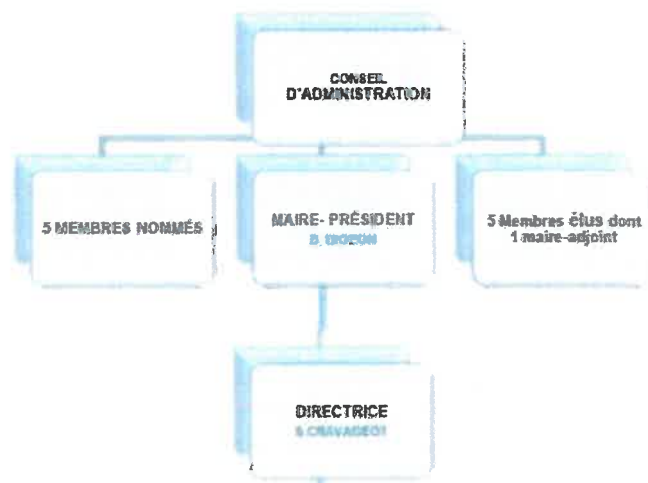 CONSEIL
D'ADMINISTRATION
5 MEMBRES NOMMÉS
MAIRE- PRÉSIDENT
5 Membres élus dont
1 maire-adjoint
DIRECTRICE